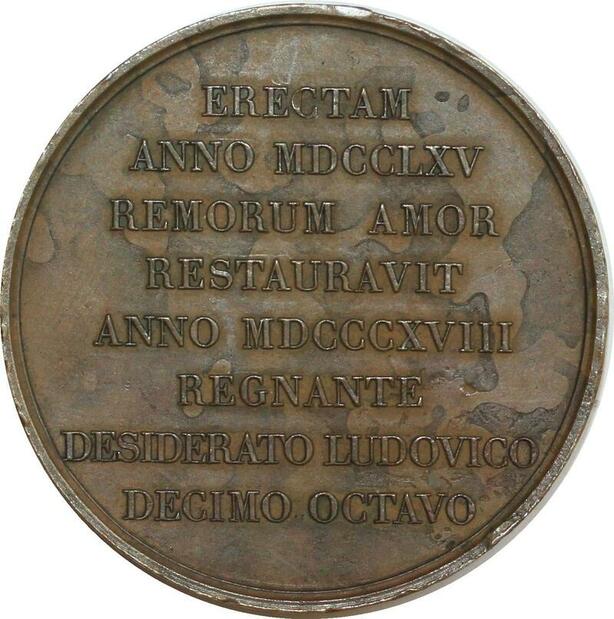 ERECTAM
ANNO MDCCLXV
REMORUM AMOR
RESTAURAVIT
ANNO MDCCCXVIII
REGNANTE
DESIDERATO LUDOVICO
DECIMO OCTAVO